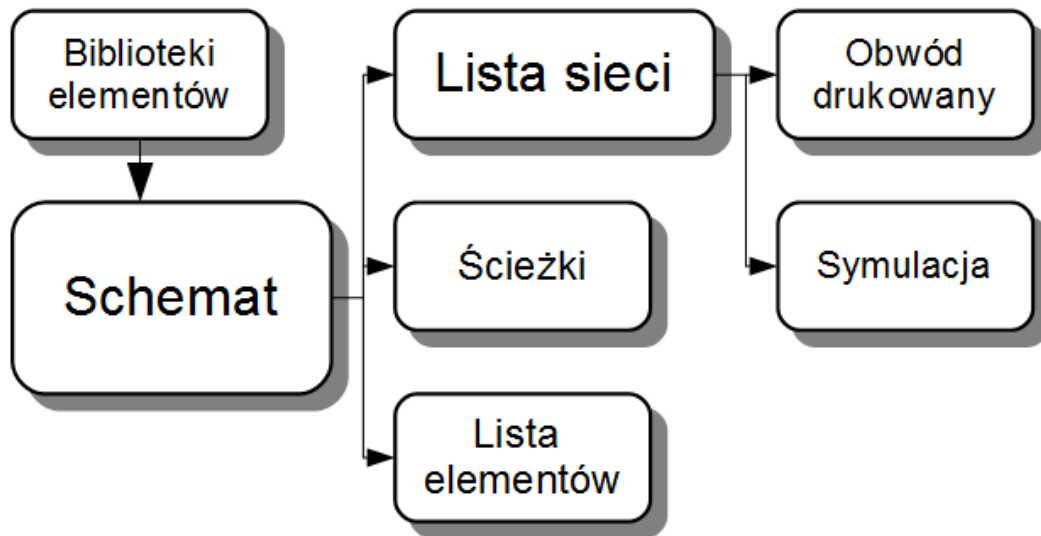 Biblioteki
elementów
Schemat
Lista sieci
Ścieżki
Lista
elementów
Obwód
drukowany
Symulacja